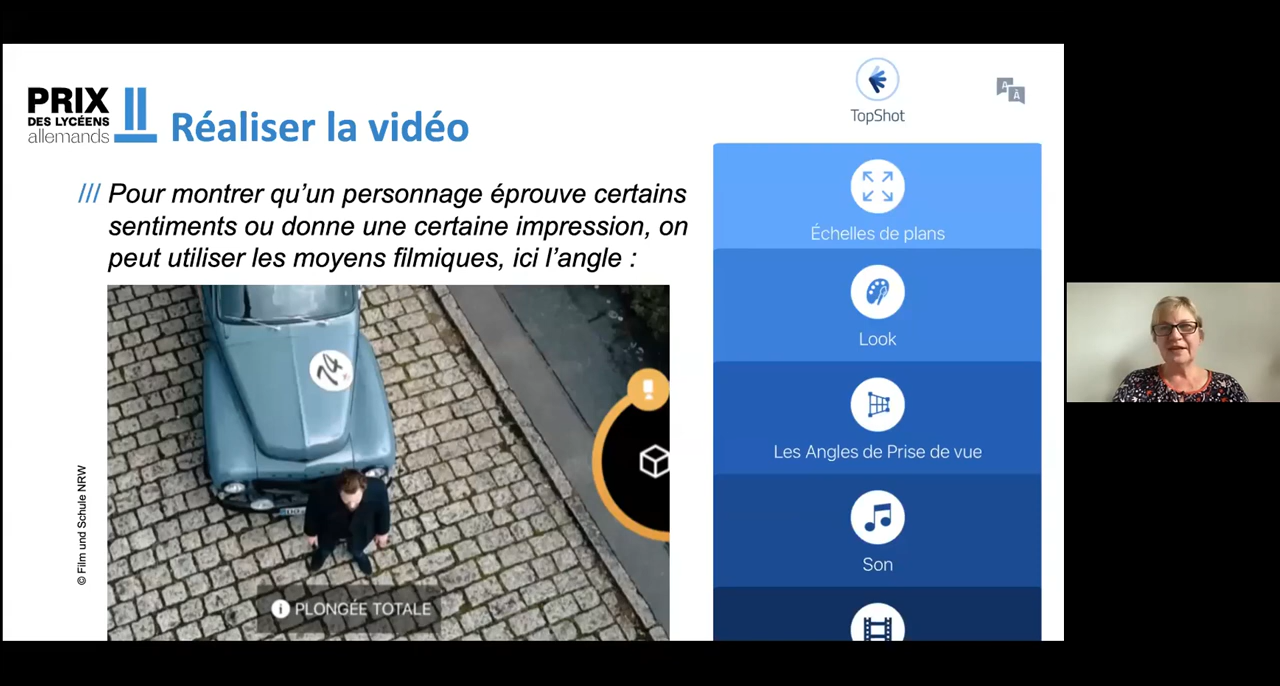 PRIX
DES LYCÉENS
allemands
Réaliser la vidéo
/// Pour montrer qu'un personnage éprouve certains
sentiments ou donne une certaine impression, on
peut utiliser les moyens filmiques, ici l'angle :
© Film und Schule NRW
74
PLONGÉE TOTALE
TopShot
A À
Échelles de plans
Look
Les Angles de Prise de vue
Son